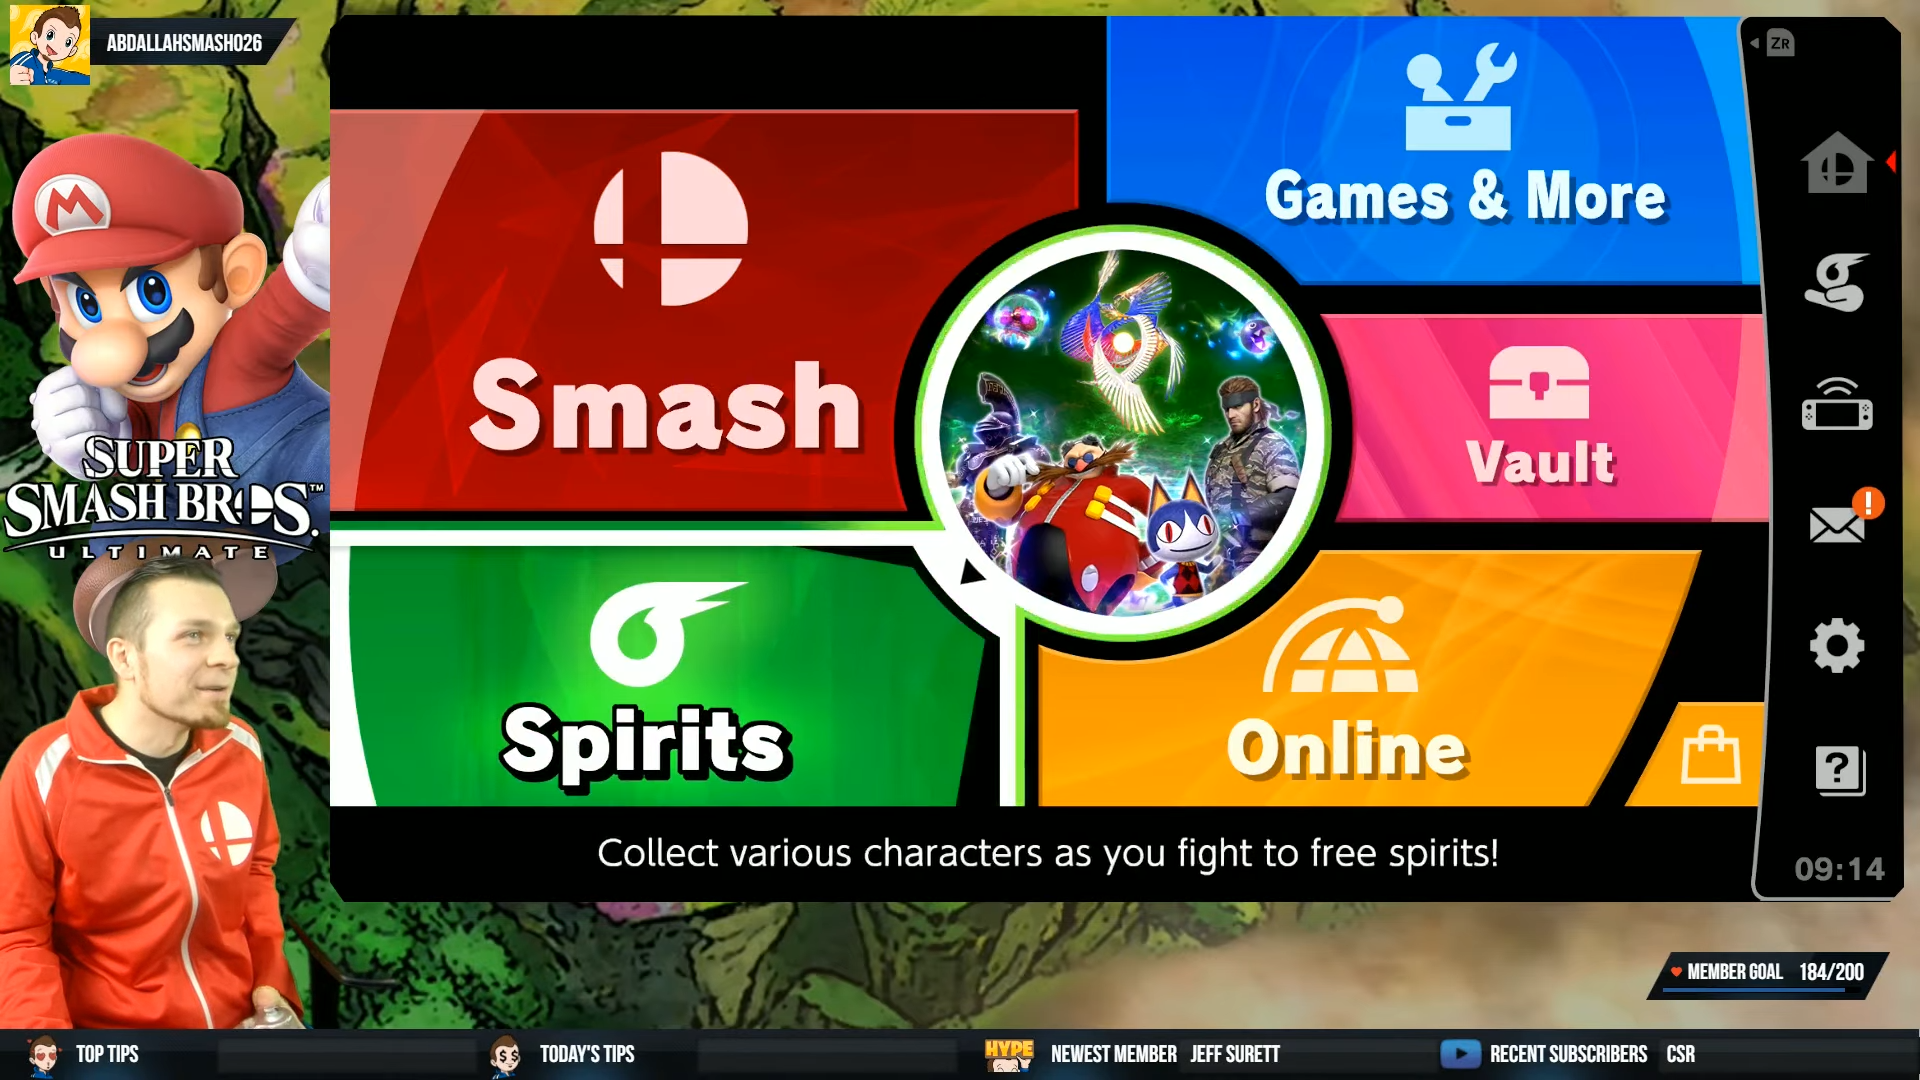 ABDALLAHSMASH026
ZR
Games & More
M
Smash
Vault
SUPER
SMASH BROS.™
ULTIMATE
!
Spirits
Online
?
Collect various characters as you fight to free spirits!
09:14
MEMBER GOAL 184/200
TOP TIPS
TODAY'S TIPS
HYPE
NEWEST MEMBER JEFF SURETT
RECENT SUBSCRIBERS CSR